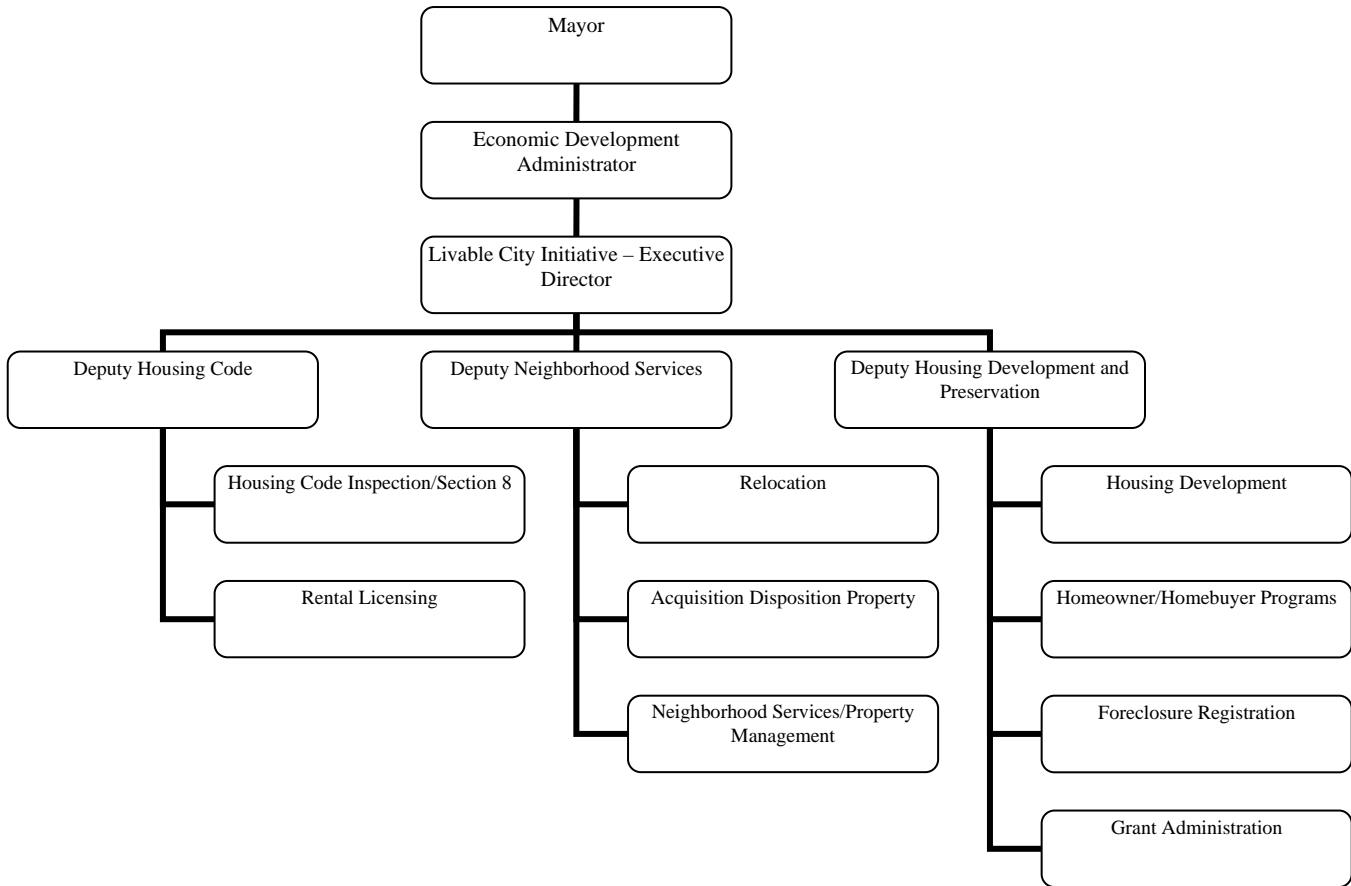 Mayor
Economic Development
Administrator
Livable City Initiative – Executive
Director
Deputy Housing Code
Deputy Neighborhood Services
Deputy Housing Development and
Preservation
Housing Code Inspection/Section 8
Relocation
Housing Development
Rental Licensing
Acquisition Disposition Property
Homeowner/Homebuyer Programs
Neighborhood Services/Property
Management
Foreclosure Registration
Grant Administration